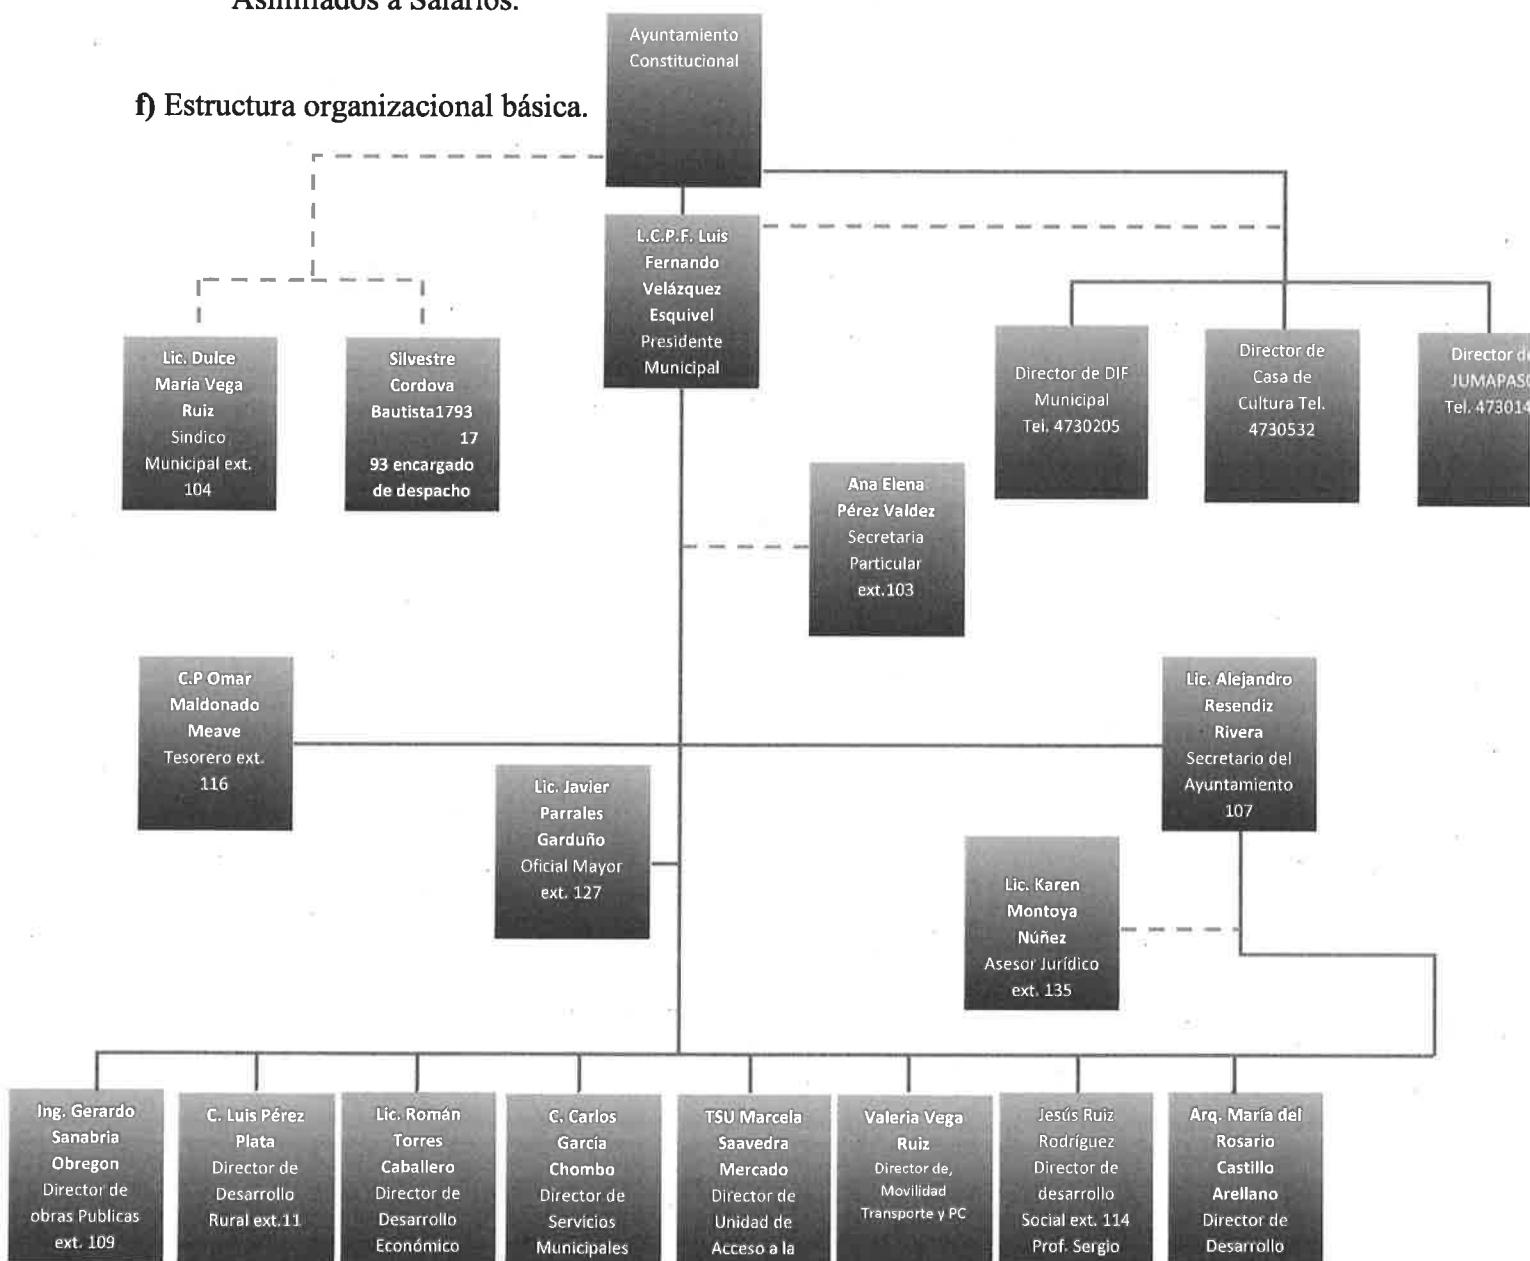 Asimilados a Salarios.
f) Estructura organizacional básica.
Ayuntamiento
Constitucional
L.C.P.F. Luis
Fernando
Velázquez
Esquivel
Presidente
Municipal
Lic. Dulce
María Vega
Ruiz
Sindico
Municipal ext.
104
Silvestre
Cordova
Bautista1793
17
93 encargado
de despacho
Director de DIF
Municipal
Tel. 4730205
Director de
Casa de
Cultura Tel.
4730532
Director de
JUMAPASC
Tel. 473014
Ana Elena
Pérez Valdez
Secretaria
Particular
ext.103
C.P Omar
Maldonado
Meave
Tesorero ext.
116
Lic. Alejandro
Resendiz
Rivera
Secretario del
Ayuntamiento
107
Lic. Javier
Parrales
Garduño
Oficial Mayor
ext. 127
Lic. Karen
Montoya
Núñez
Asesor Jurídico
ext. 135
Ing. Gerardo
Sanabria
Obregon
Director de
obras Publicas
ext. 109
C. Luis Pérez
Plata
Director de
Desarrollo
Rural ext.11
Lic. Román
Torres
Caballero
Director de
Desarrollo
Económico
C. Carlos
García
Chombo
Director de
Servicios
Municipales
TSU Marcela
Saavedra
Mercado
Director de
Unidad de
Acceso a la
Valeria Vega
Ruiz
Director de,
Movilidad
Transporte y PC
Jesús Ruiz
Rodríguez
Director de
desarrollo
Social ext. 114
Prof. Sergio
Arq. María del
Rosario
Castillo
Arellano
Director de
Desarrollo